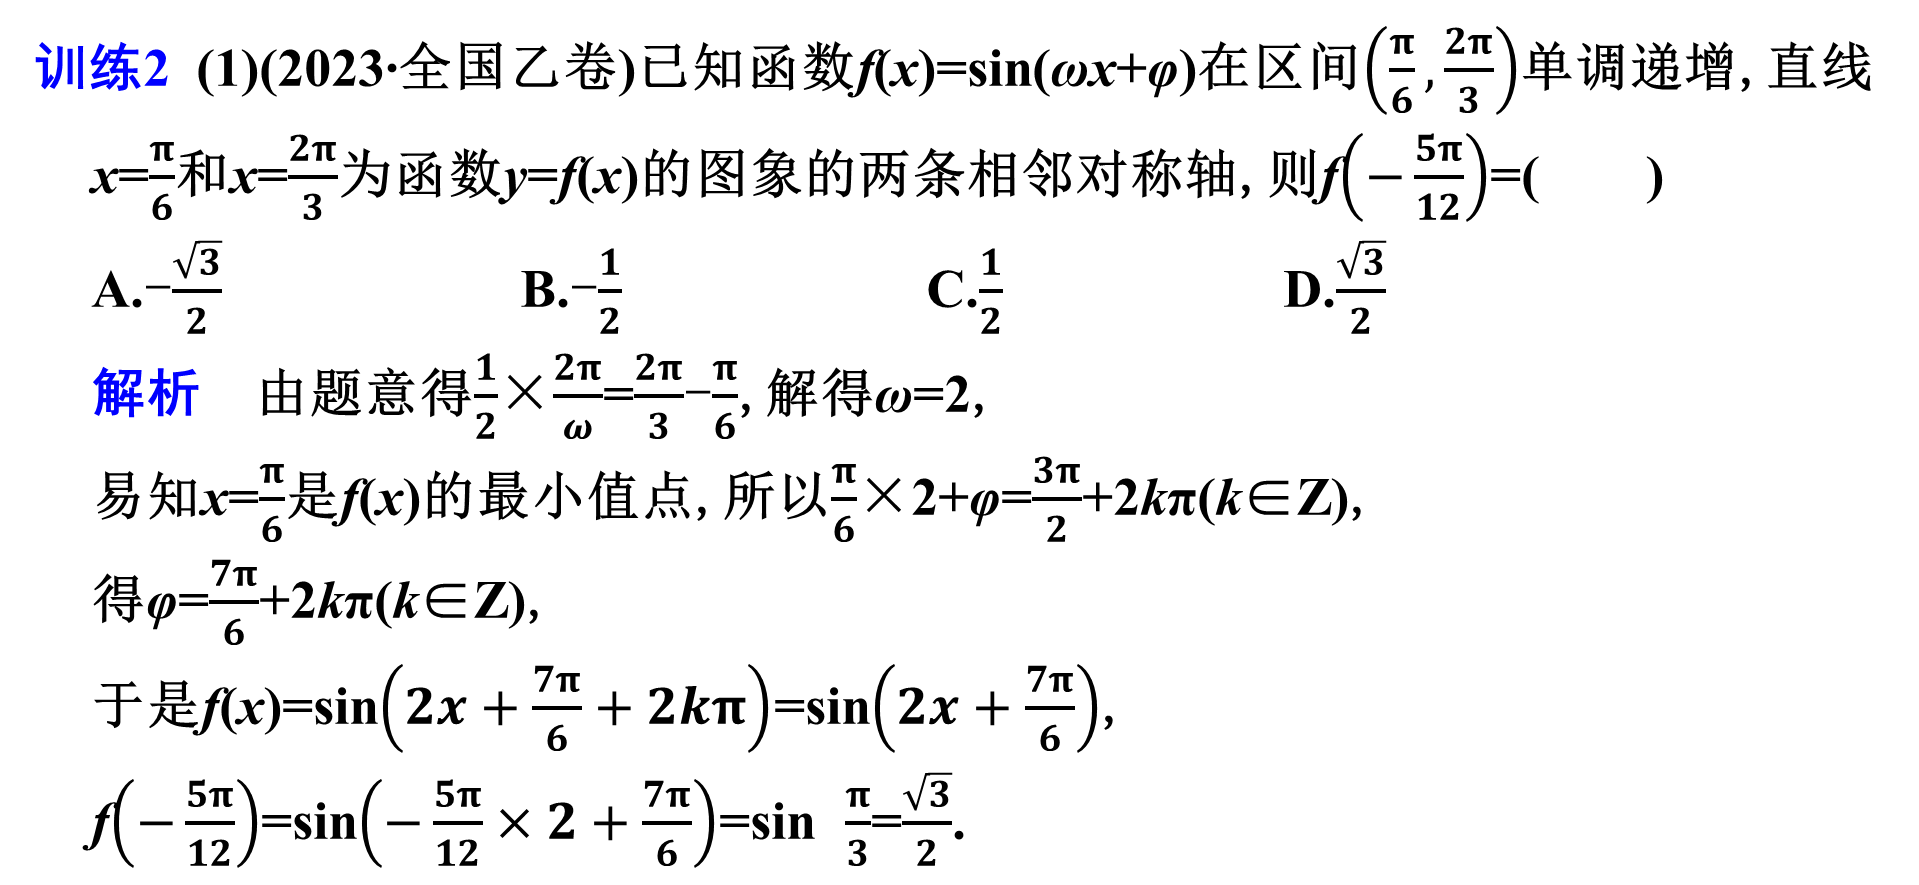 训练2 (1)(2023·全国乙卷)已知函数f(x)=sin(ωx+φ)在区间(π/6, 2π/3)单调递增, 直线
x=π/6和x=2π/3为函数y=f(x)的图象的两条相邻对称轴, 则f(−5π/12)=(  )
A.−√3/2 B.−1/2 C.1/2 D.√3/2
解析 由题意得1/2×2π/ω=2π/3−π/6, 解得ω=2,
易知x=π/6是f(x)的最小值点, 所以π/6×2+φ=3π/2+2kπ(k∈Z),
得φ=7π/6+2kπ(k∈Z),
于是f(x)=sin(2x+7π/6+2kπ)=sin(2x+7π/6),
f(−5π/12)=sin(−5π/12×2+7π/6)=sin π/3=√3/2.